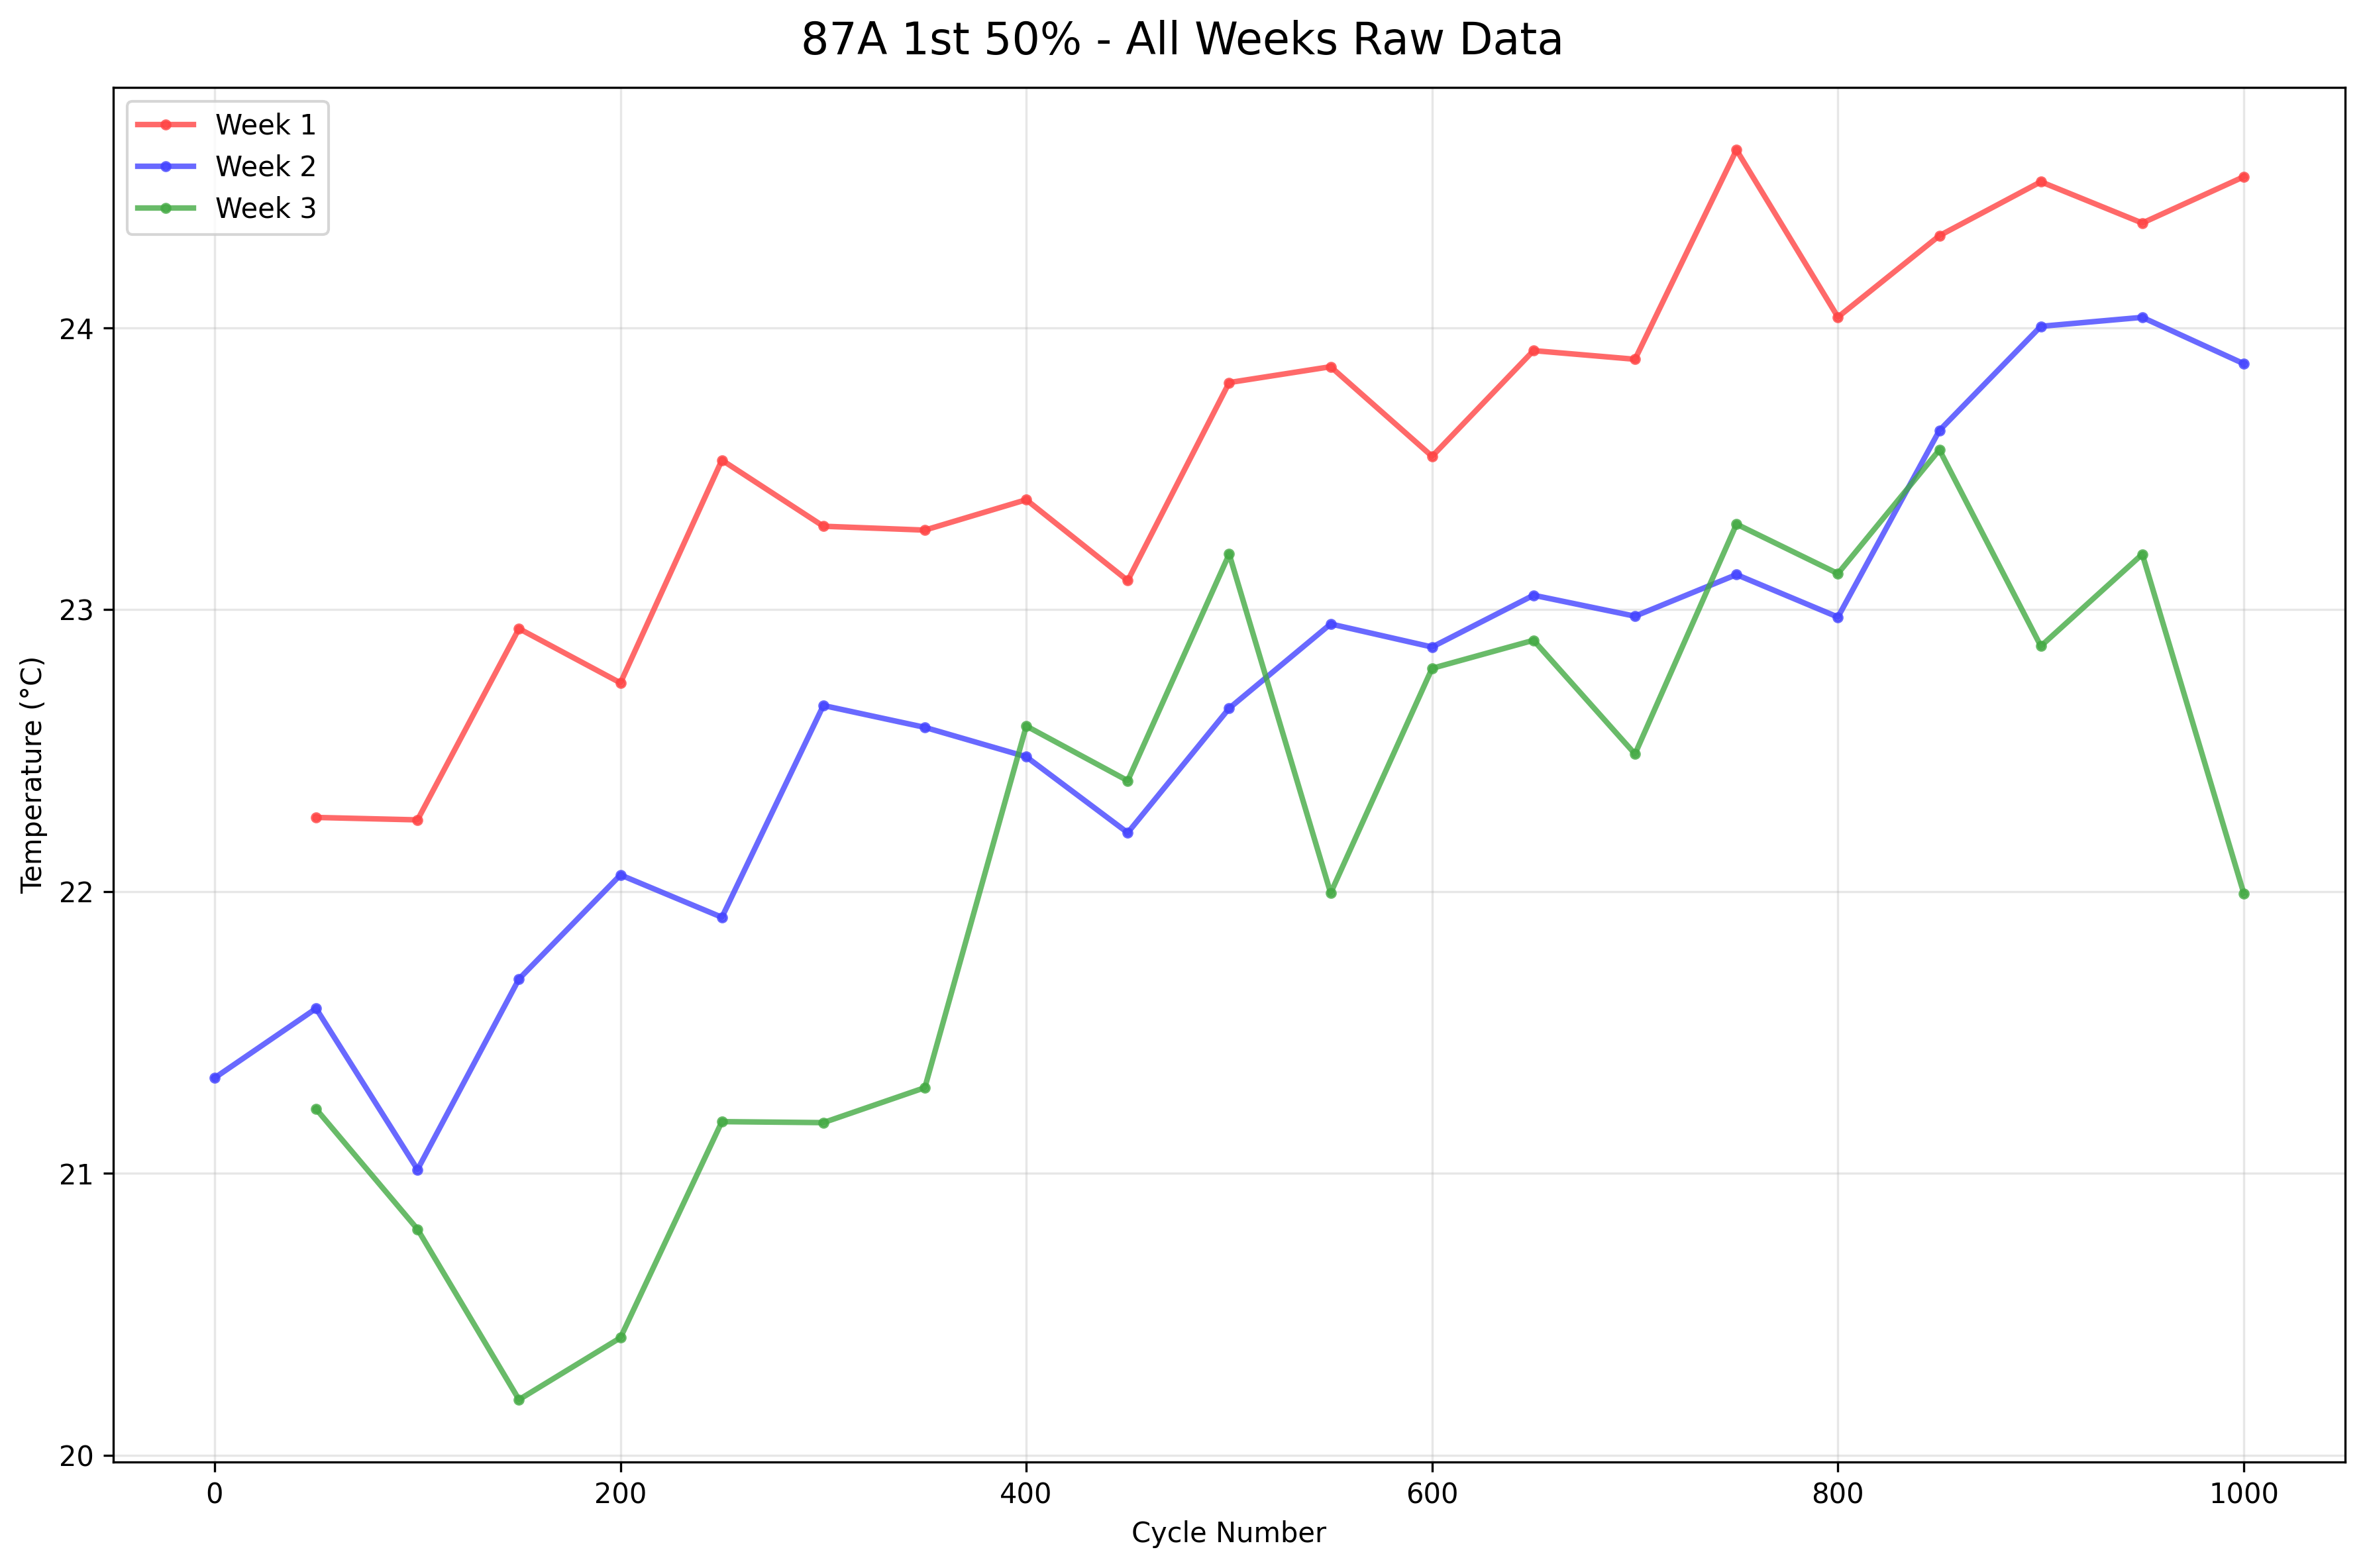 87A 1st 50% - All Weeks Raw Data
Week 1
Week 2
Week 3
24
23
22
21
20
Temperature (°C)
0 200 400 600 800 1000
Cycle Number